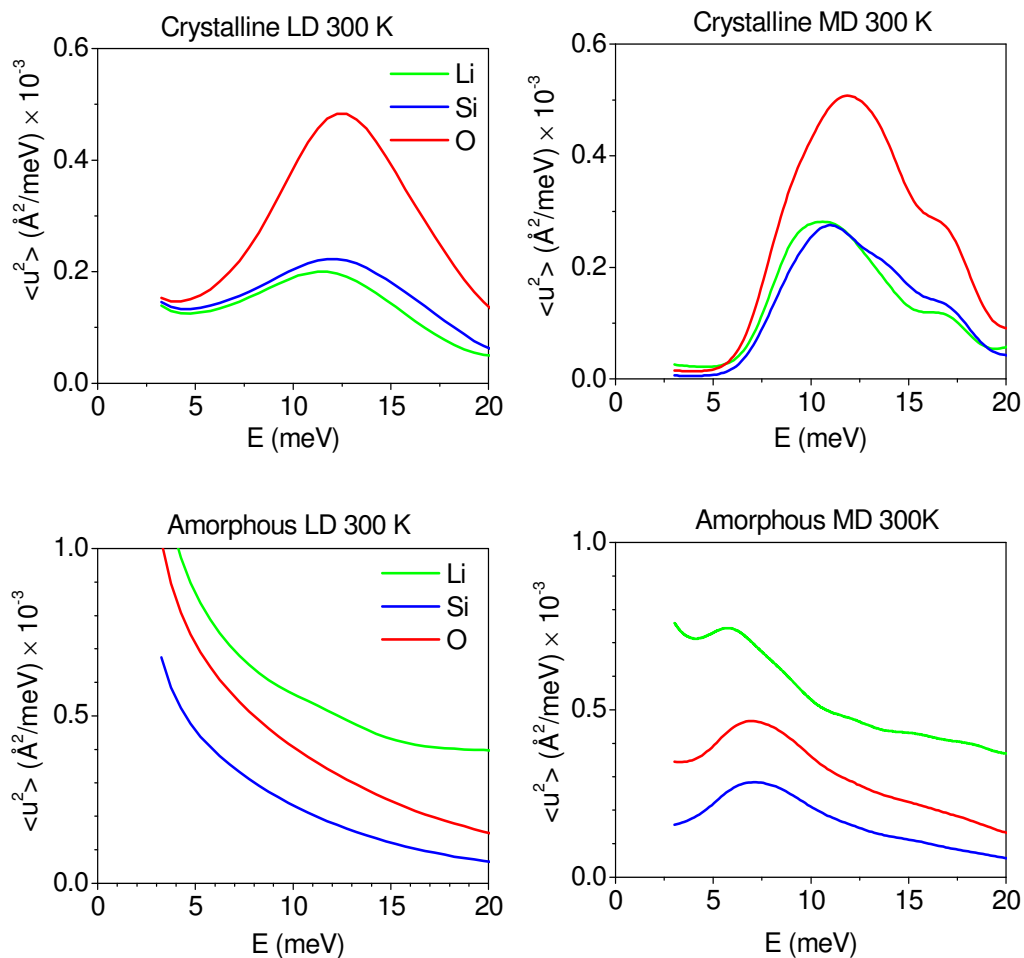 Crystalline LD 300 K
<u²> (Å²/meV) × 10⁻³
0.6
0.4
0.2
0.0
Li
Si
O
0 5 10 15 20
E (meV)
Crystalline MD 300 K
<u²> (Å²/meV) × 10⁻³
0.6
0.4
0.2
0.0
0 5 10 15 20
E (meV)
Amorphous LD 300 K
<u²> (Å²/meV) × 10⁻³
1.0
0.5
0.0
Li
Si
O
0 5 10 15 20
E (meV)
Amorphous MD 300K
<u²> (Å²/meV) × 10⁻³
1.0
0.5
0.0
0 5 10 15 20
E (meV)